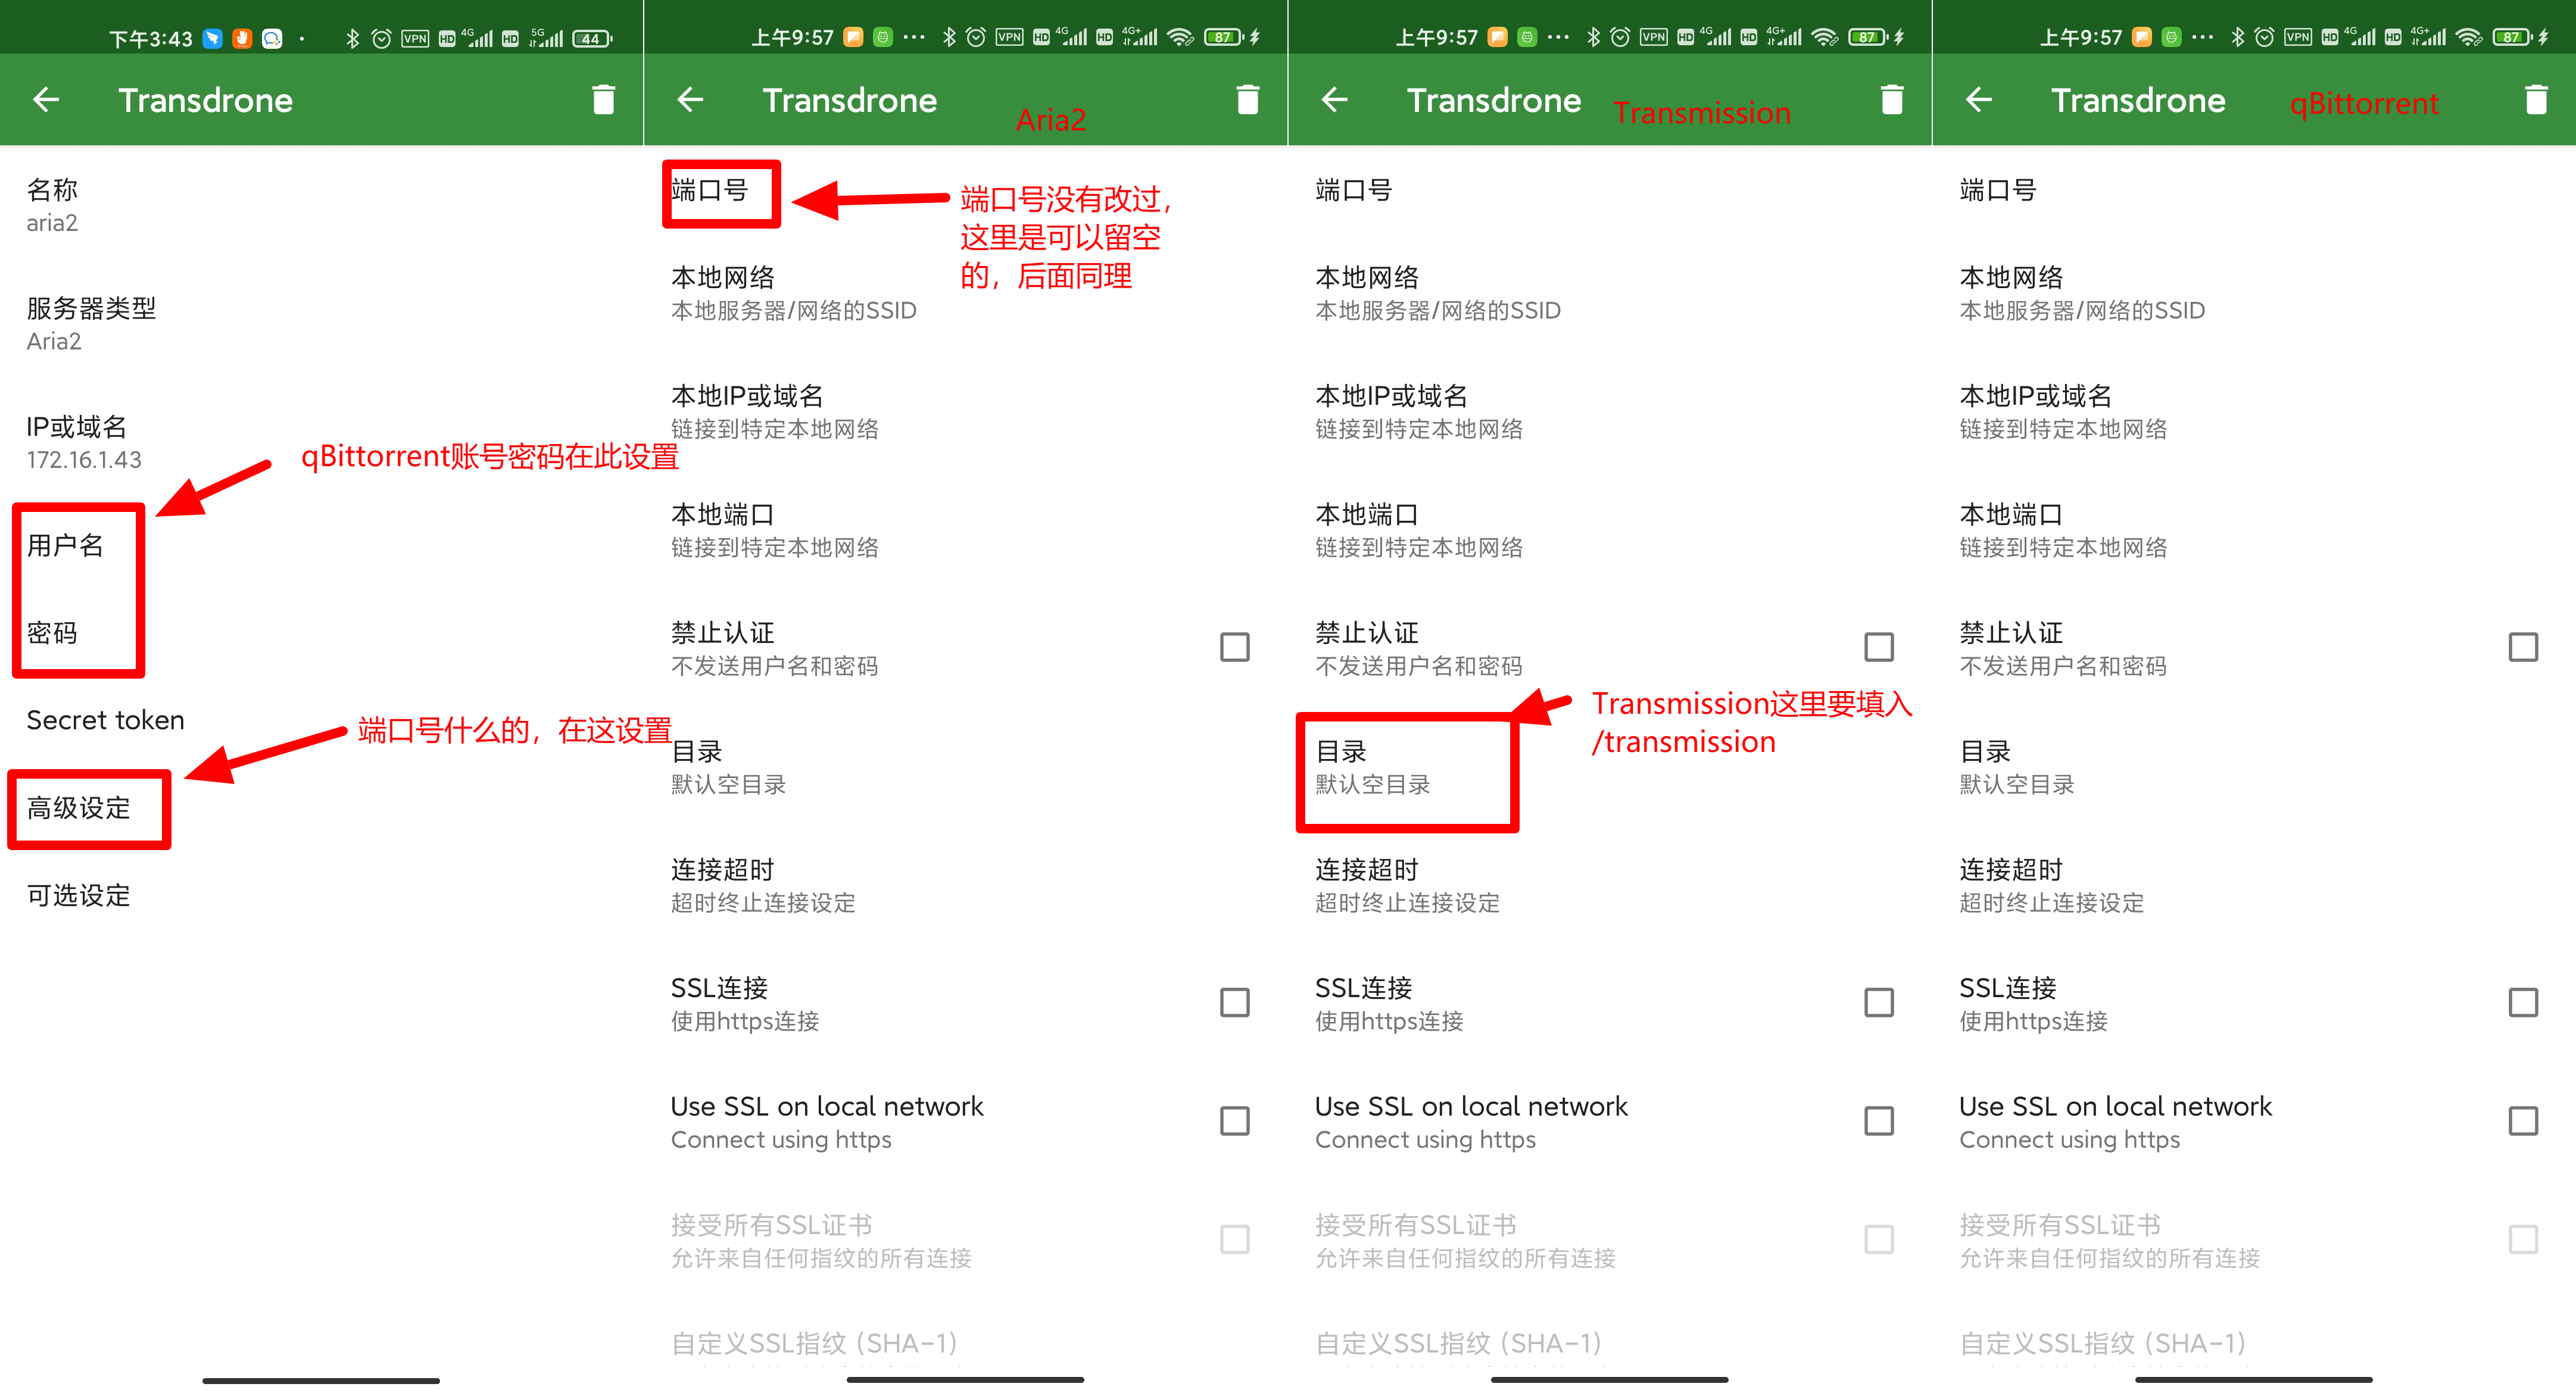 下午3:43
VPN
HD
4G
HD
5G
44
Transdrone
名称
aria2
服务器类型
Aria2
IP或域名
172.16.1.43
qBittorrent账号密码在此设置
用户名
密码
Secret token
端口号什么的，在这设置
高级设定
可选设定
上午9:57
VPN
HD
4G
HD
4G+
87
Transdrone
Aria2
端口号
端口号没有改过，
这里是可以留空
的，后面同理
本地网络
本地服务器/网络的SSID
本地IP或域名
链接到特定本地网络
本地端口
链接到特定本地网络
禁止认证
不发送用户名和密码
目录
默认空目录
连接超时
超时终止连接设定
SSL连接
使用https连接
Use SSL on local network
Connect using https
接受所有SSL证书
允许来自任何指纹的所有连接
自定义SSL指纹 (SHA-1)
上午9:57
VPN
HD
4G
HD
4G+
87
Transdrone
Transmission
端口号
本地网络
本地服务器/网络的SSID
本地IP或域名
链接到特定本地网络
本地端口
链接到特定本地网络
禁止认证
不发送用户名和密码
Transmission这里要填入
/transmission
目录
默认空目录
连接超时
超时终止连接设定
SSL连接
使用https连接
Use SSL on local network
Connect using https
接受所有SSL证书
允许来自任何指纹的所有连接
自定义SSL指纹 (SHA-1)
上午9:57
VPN
HD
4G
HD
4G+
87
Transdrone
qBittorrent
端口号
本地网络
本地服务器/网络的SSID
本地IP或域名
链接到特定本地网络
本地端口
链接到特定本地网络
禁止认证
不发送用户名和密码
目录
默认空目录
连接超时
超时终止连接设定
SSL连接
使用https连接
Use SSL on local network
Connect using https
接受所有SSL证书
允许来自任何指纹的所有连接
自定义SSL指纹 (SHA-1)